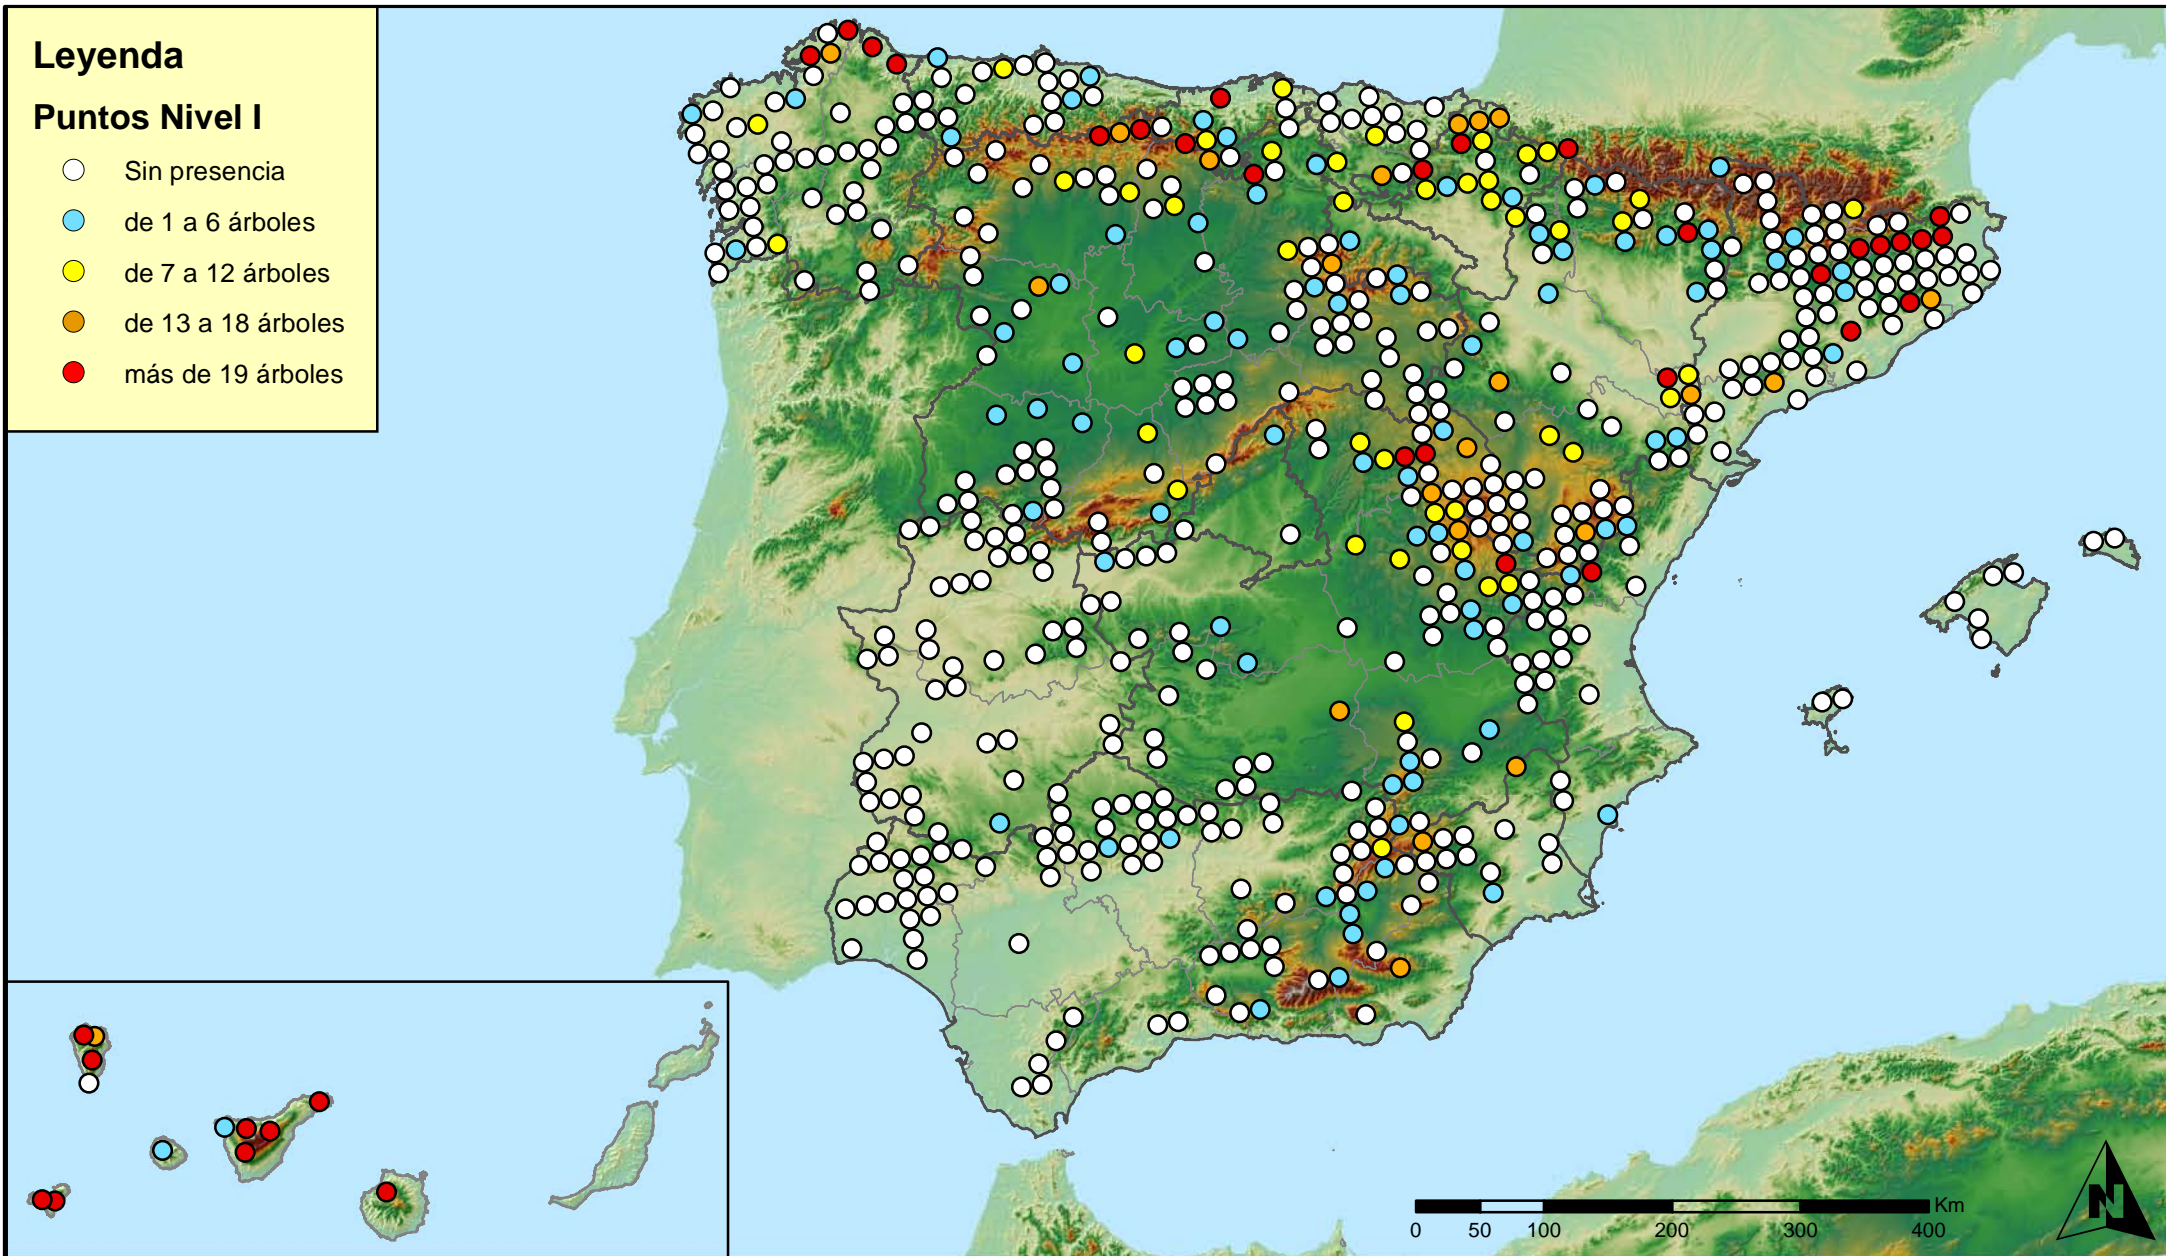 Leyenda
Puntos Nivel I
Sin presencia
de 1 a 6 árboles
de 7 a 12 árboles
de 13 a 18 árboles
más de 19 árboles
Km
0 50 100 200 300 400
N